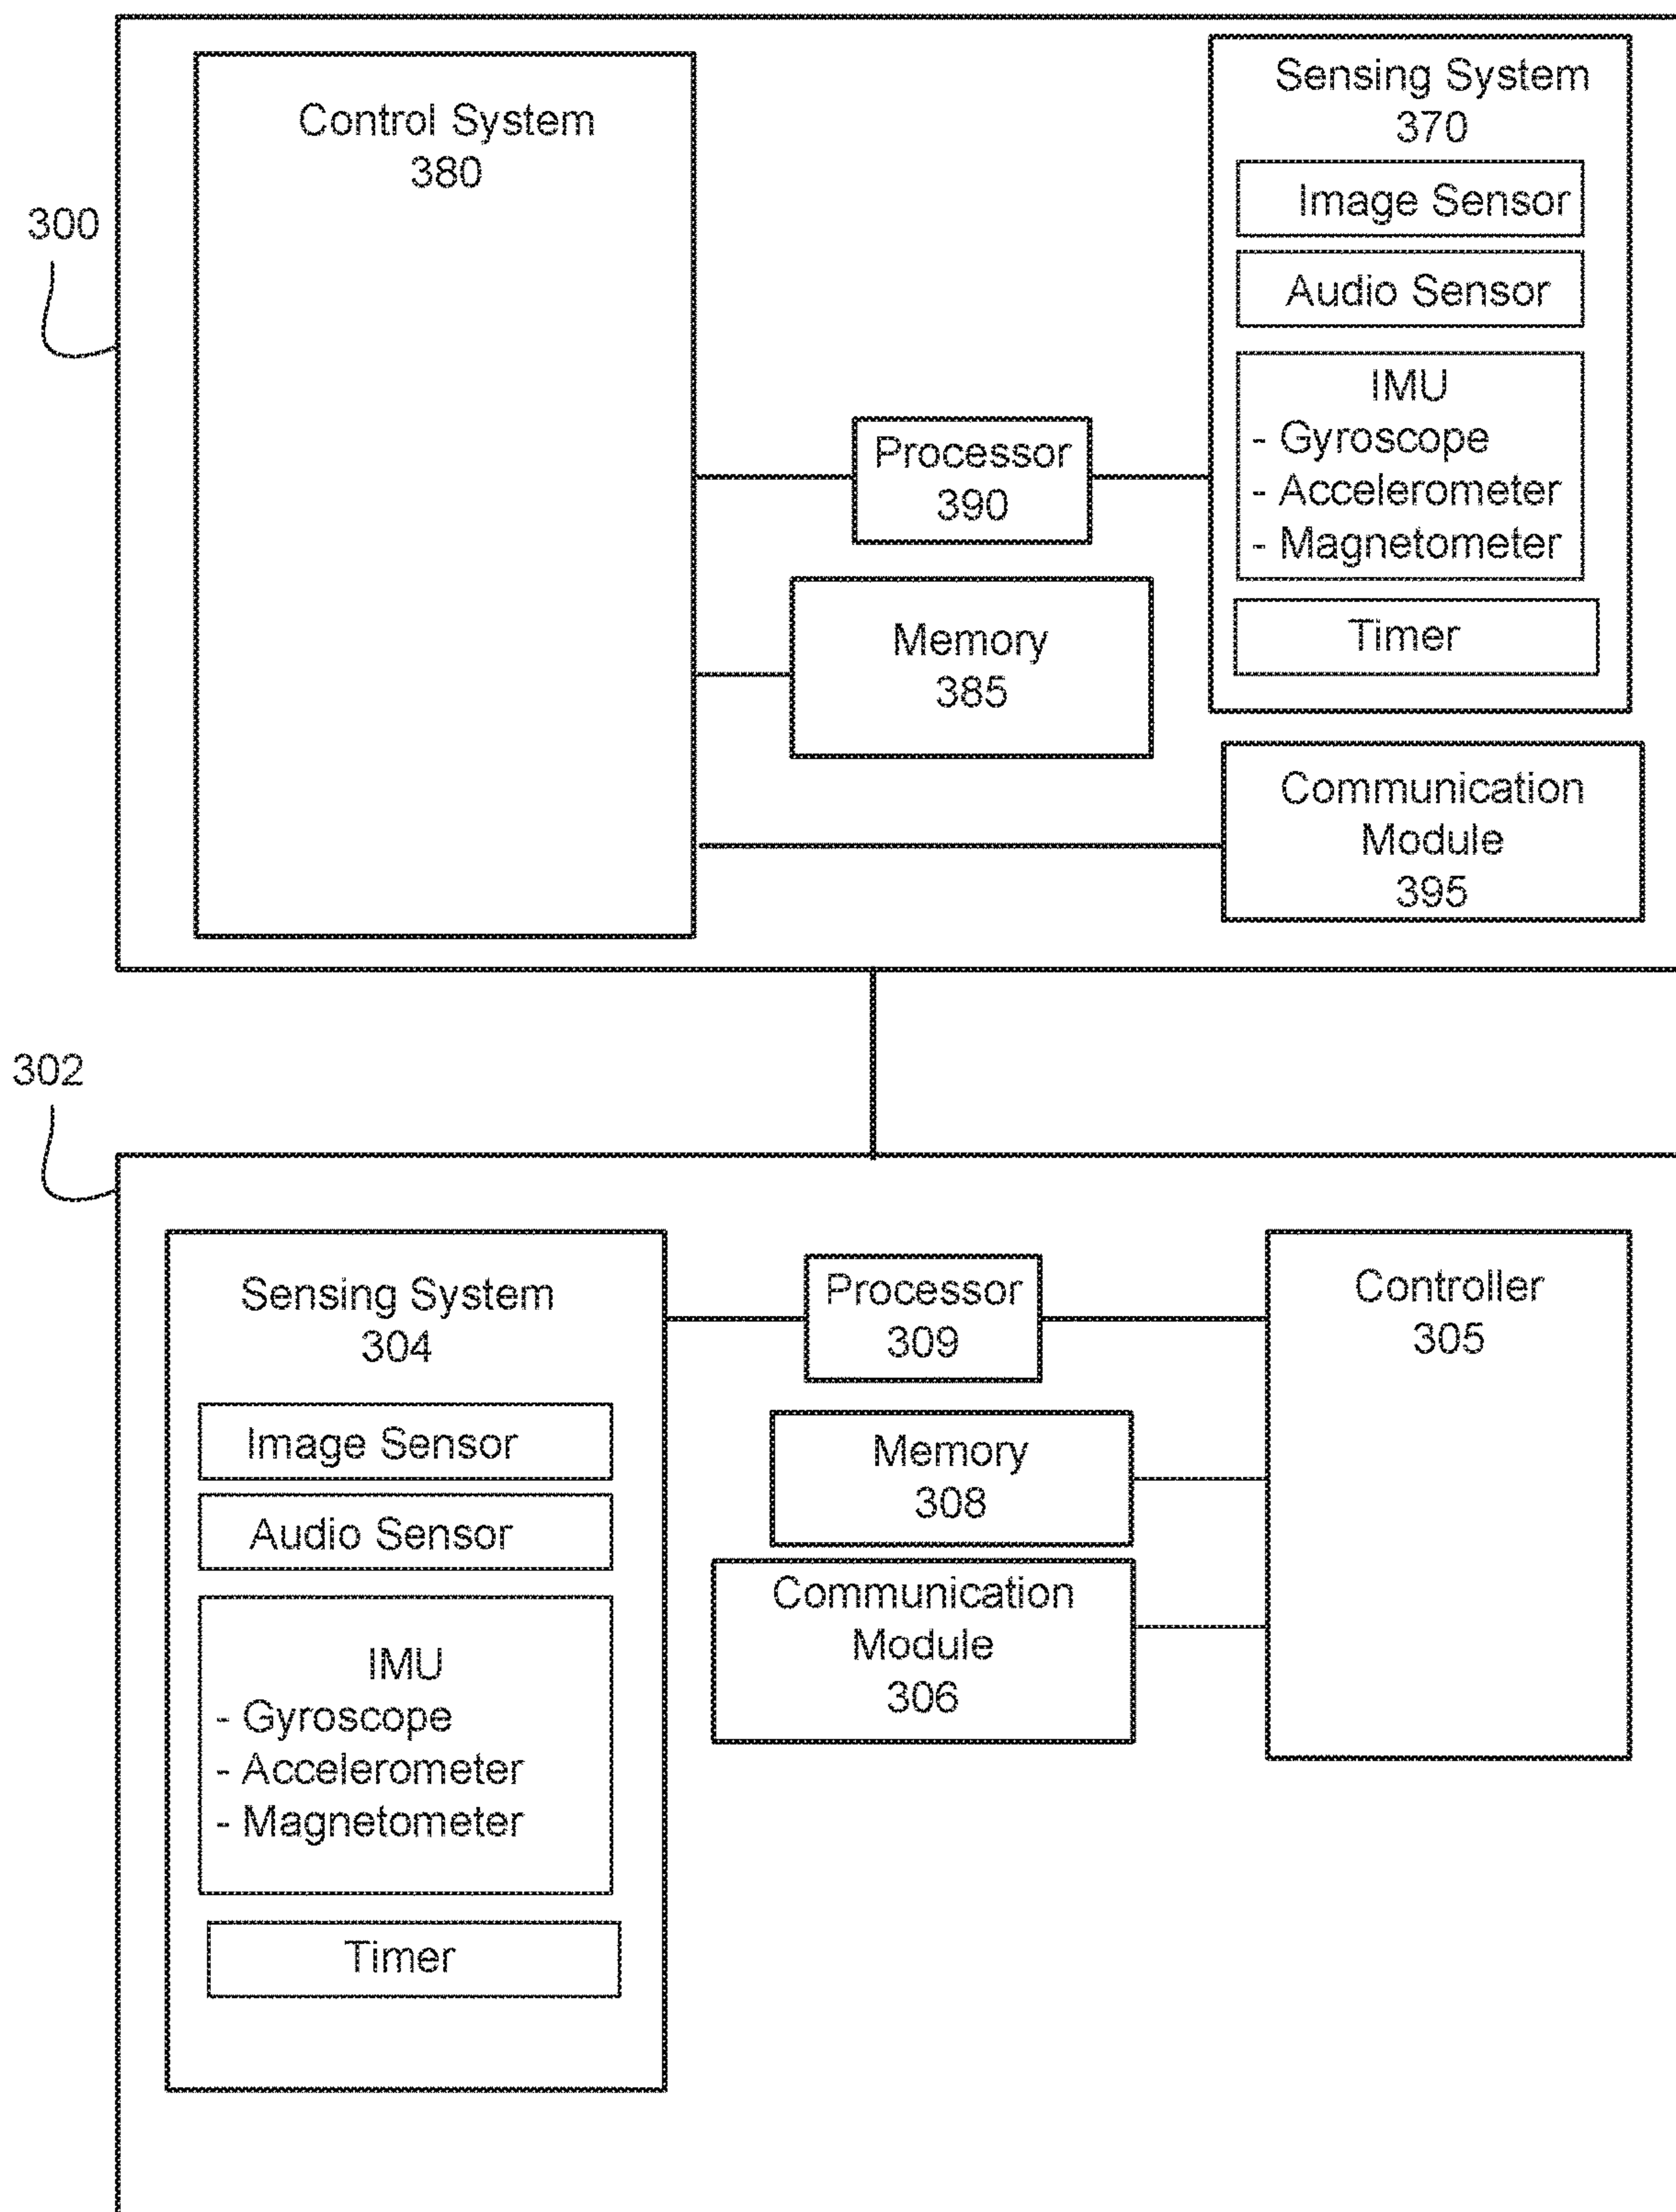 300
Control System
380
Sensing System
370
Image Sensor
Audio Sensor
IMU
- Gyroscope
- Accelerometer
- Magnetometer
Timer
Processor
390
Memory
385
Communication
Module
395
302
Sensing System
304
Image Sensor
Audio Sensor
IMU
- Gyroscope
- Accelerometer
- Magnetometer
Timer
Processor
309
Memory
308
Communication
Module
306
Controller
305